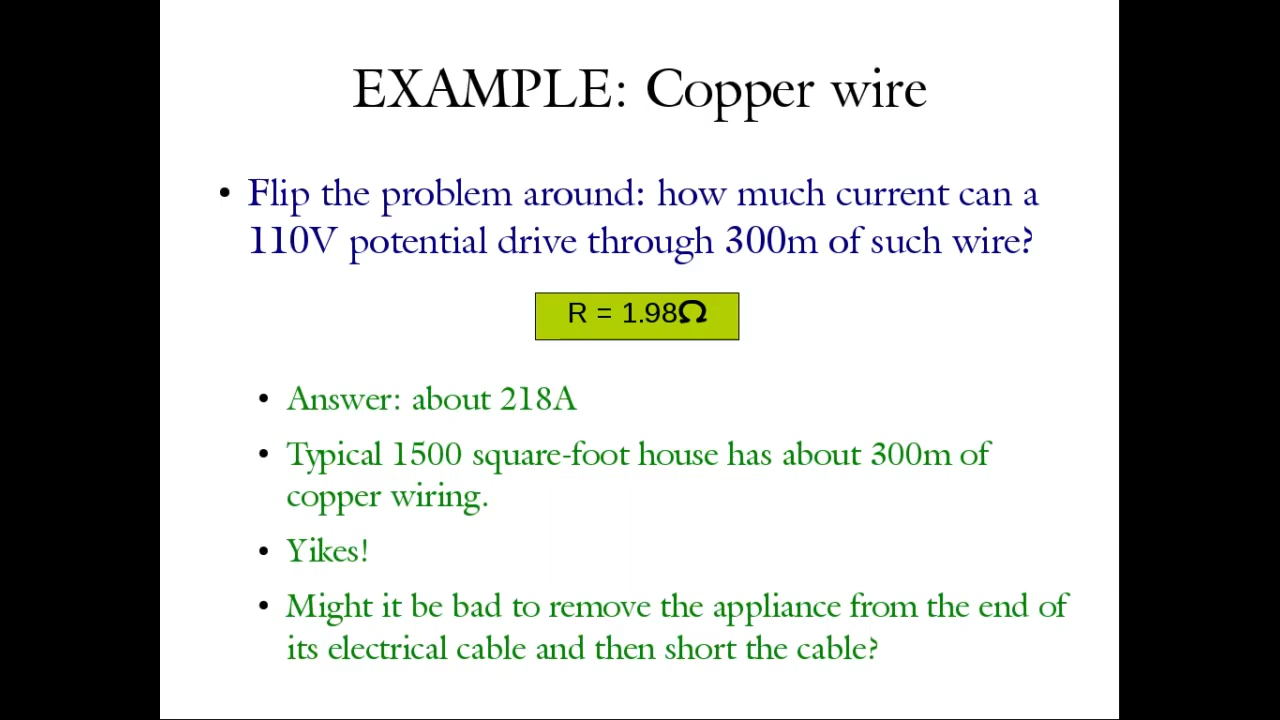 EXAMPLE: Copper wire
• Flip the problem around: how much current can a
110V potential drive through 300m of such wire?
R = 1.98Ω
• Answer: about 218A
• Typical 1500 square-foot house has about 300m of
copper wiring.
• Yikes!
• Might it be bad to remove the appliance from the end of
its electrical cable and then short the cable?